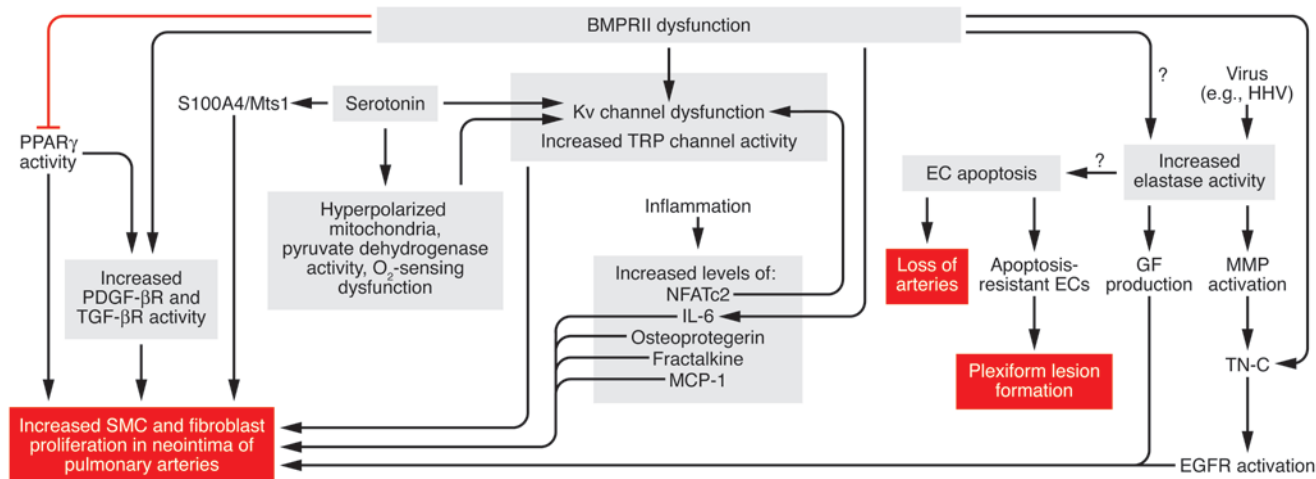 BMPRII dysfunction
?
Virus
(e.g., HHV)
S100A4/Mts1
Serotonin
Kv channel dysfunction
Increased TRP channel activity
PPARγ
activity
EC apoptosis
?
Increased
elastase activity
Hyperpolarized
mitochondria,
pyruvate dehydrogenase
activity, O₂-sensing
dysfunction
Inflammation
Increased
PDGF-βR and
TGF-βR activity
Increased levels of:
NFATc2
IL-6
Osteoprotegerin
Fractalkine
MCP-1
Loss of
arteries
Apoptosis-
resistant ECs
GF
production
MMP
activation
Plexiform lesion
formation
TN-C
Increased SMC and fibroblast
proliferation in neointima of
pulmonary arteries
EGFR activation